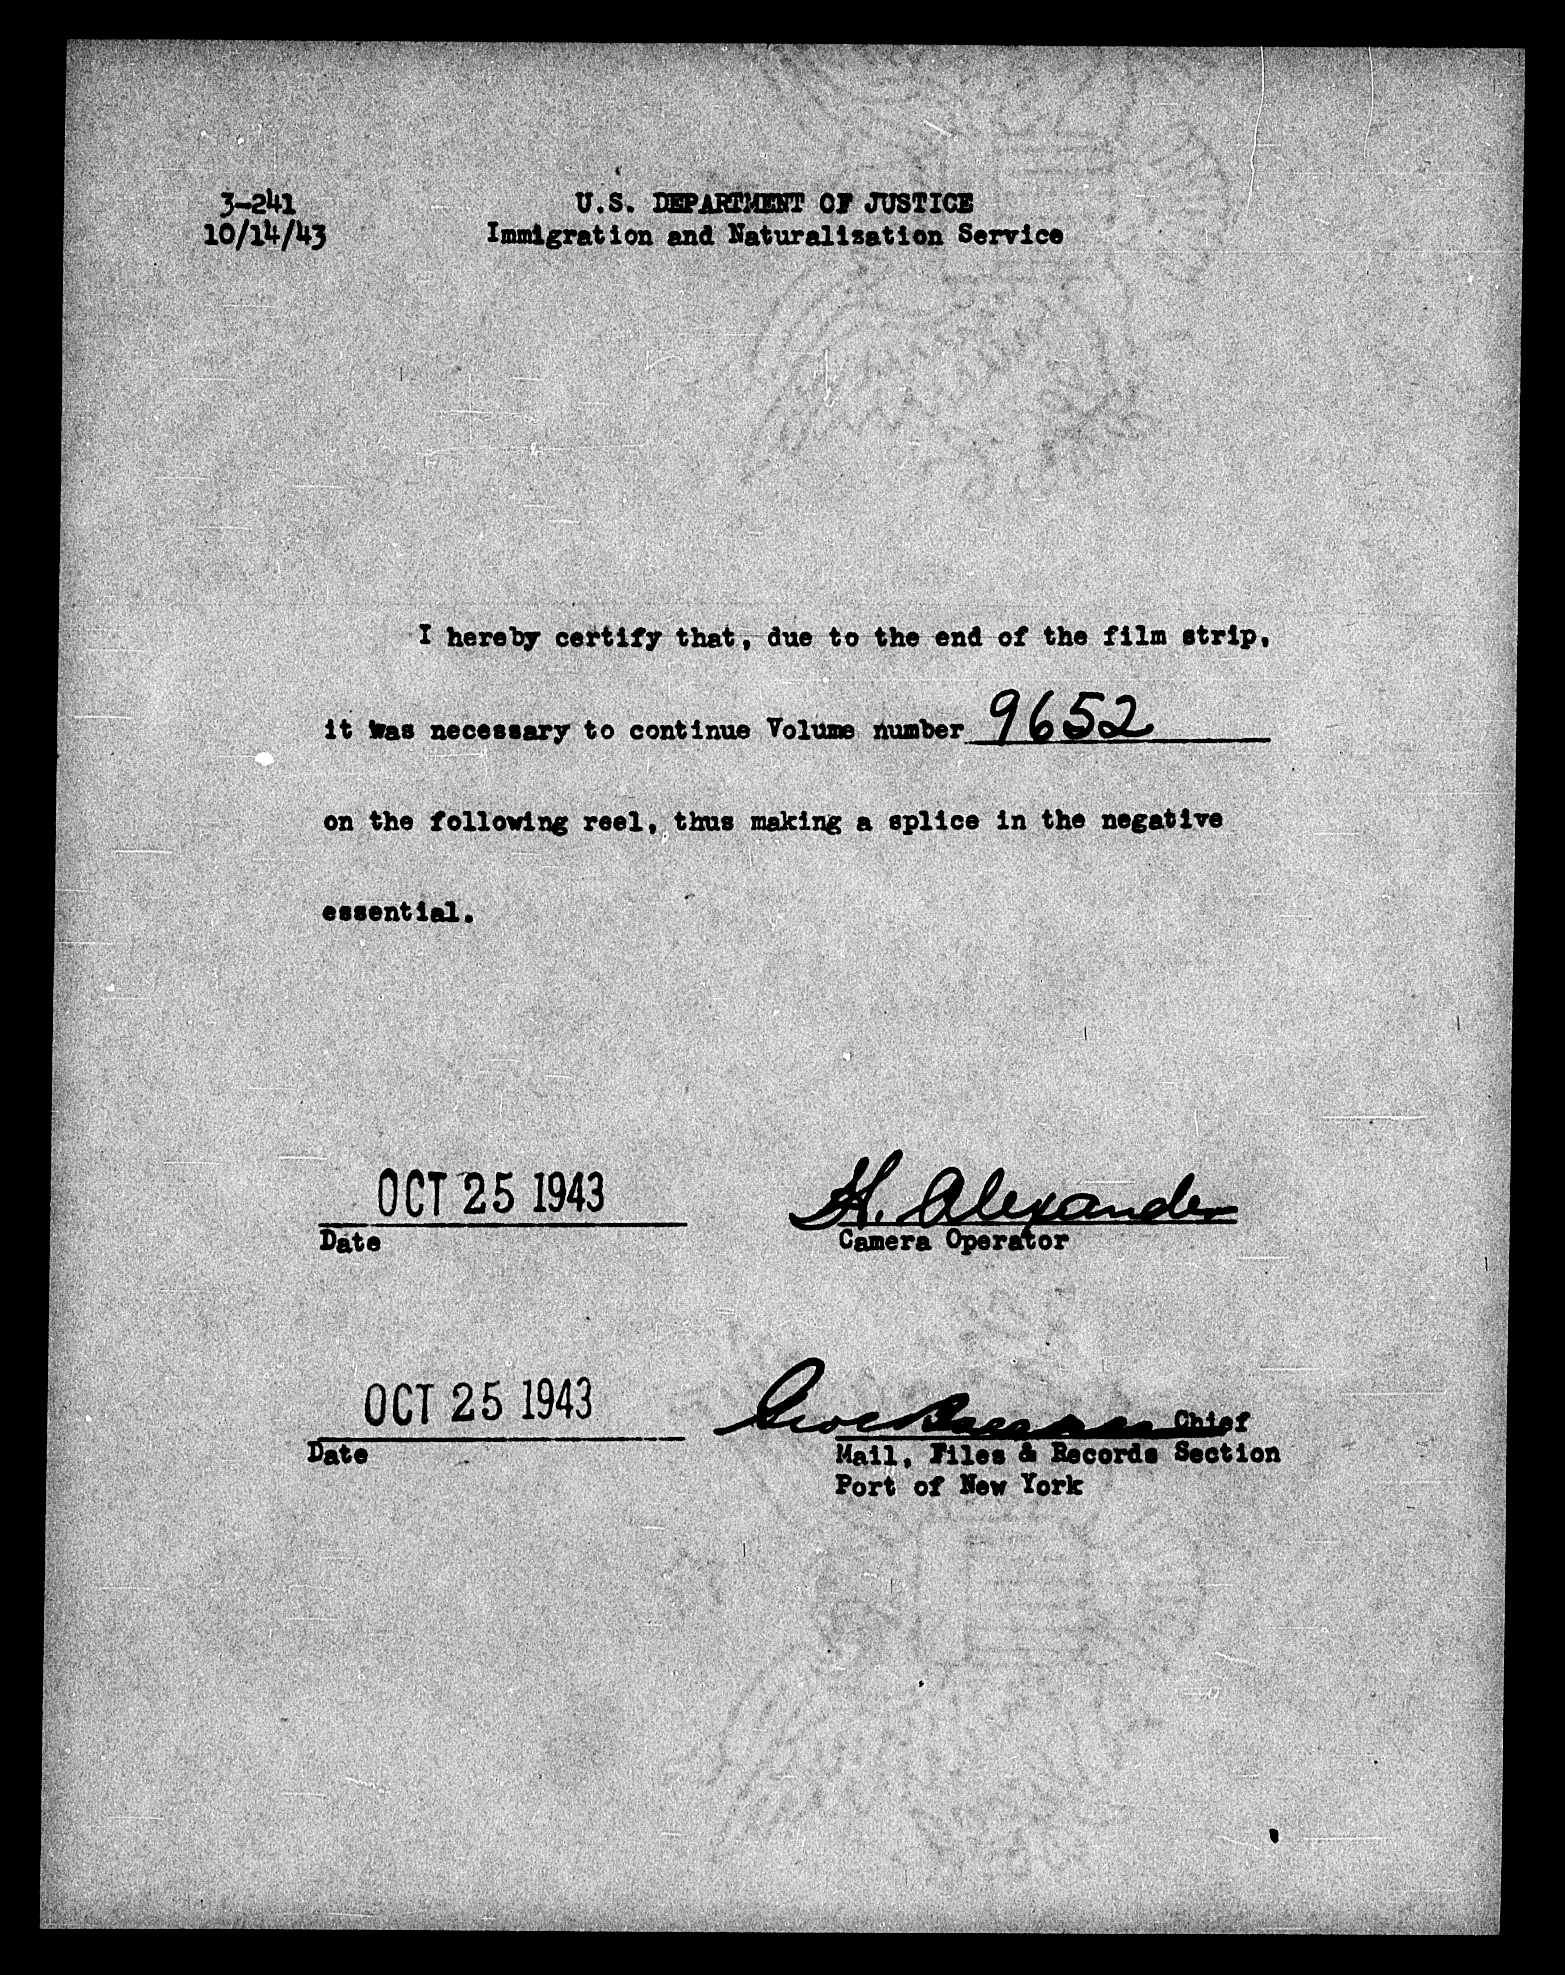 3-241
10/14/43
U.S. DEPARTMENT OF JUSTICE
Immigration and Naturalization Service
I hereby certify that, due to the end of the film strip,
it was necessary to continue Volume number 9652
on the following reel, thus making a splice in the negative
essential.
OCT 25 1943
Date
H. Alexander
Camera Operator
OCT 25 1943
Date
Chief
Mail, Files & Records Section
Port of New York